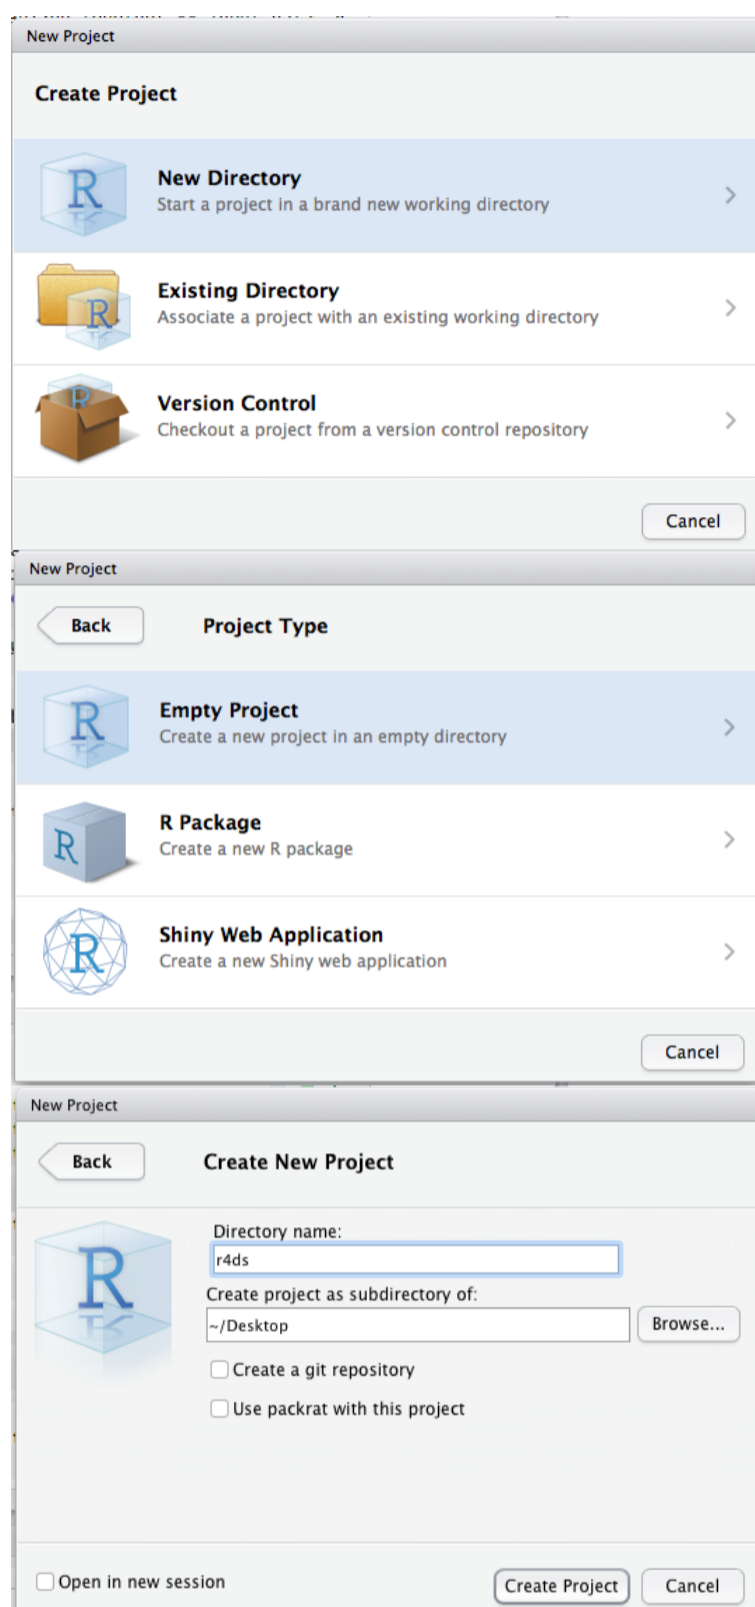 New Project
Create Project
R
New Directory
Start a project in a brand new working directory
R
Existing Directory
Associate a project with an existing working directory
R
Version Control
Checkout a project from a version control repository
Cancel
New Project
Back
Project Type
R
Empty Project
Create a new project in an empty directory
R
R Package
Create a new R package
R
Shiny Web Application
Create a new Shiny web application
Cancel
New Project
Back
Create New Project
R
Directory name:
r4ds
Create project as subdirectory of:
~/Desktop
Browse...
Create a git repository
Use packrat with this project
Open in new session
Create Project
Cancel